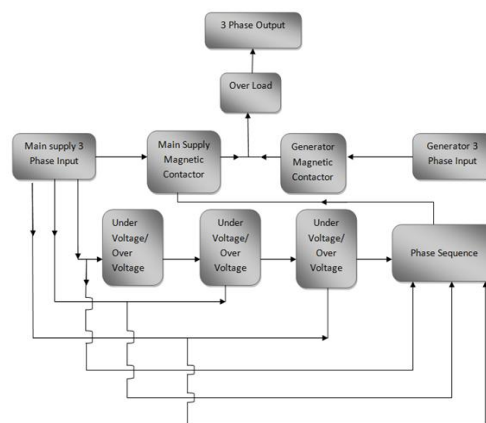 3 Phase Output
Over Load
Main supply 3
Phase Input
Main Supply
Magnetic
Contactor
Generator
Magnetic
Contactor
Generator 3
Phase Input
Under
Voltage/
Over
Voltage
Under
Voltage/
Over
Voltage
Under
Voltage/
Over
Voltage
Phase Sequence